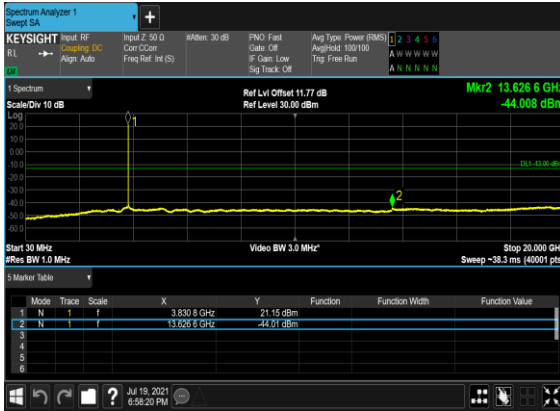 Spectrum Analyzer 1
Swept SA
+
KEYSIGHT Input: RF Input Z: 50 Ω #Atten: 30 dB PNO: Fast Avg Type: Power (RMS) 1 2 3 4 5 6
RL Coupling: DC Corr CCorr Gate: Off Avg|Hold: 100/100 A W W W W W
Align: Auto Freq Ref: Int (S) IF Gain: Low Trig: Free Run
Sig Track: Off A N N N N N
1 Spectrum
Scale/Div 10 dB
Ref Lvl Offset 11.77 dB
Ref Level 30.00 dBm
Mkr2 13.626 6 GHz
-44.008 dBm
Log
20.0
10.0
0.00
-10.0
-20.0
-30.0
-40.0
-50.0
-60.0
1
2
DL1 -13.00 dBm
Start 30 MHz
#Res BW 1.0 MHz
Video BW 3.0 MHz*
Stop 20.000 GH
Sweep ~38.3 ms (40001 pts
5 Marker Table
Mode Trace Scale X Y Function Function Width Function Value
1 N 1 f 3.830 8 GHz 21.15 dBm
2 N 1 f 13.626 6 GHz -44.01 dBm
3
4
5
6
? Jul 19, 2021
6:58:20 PM